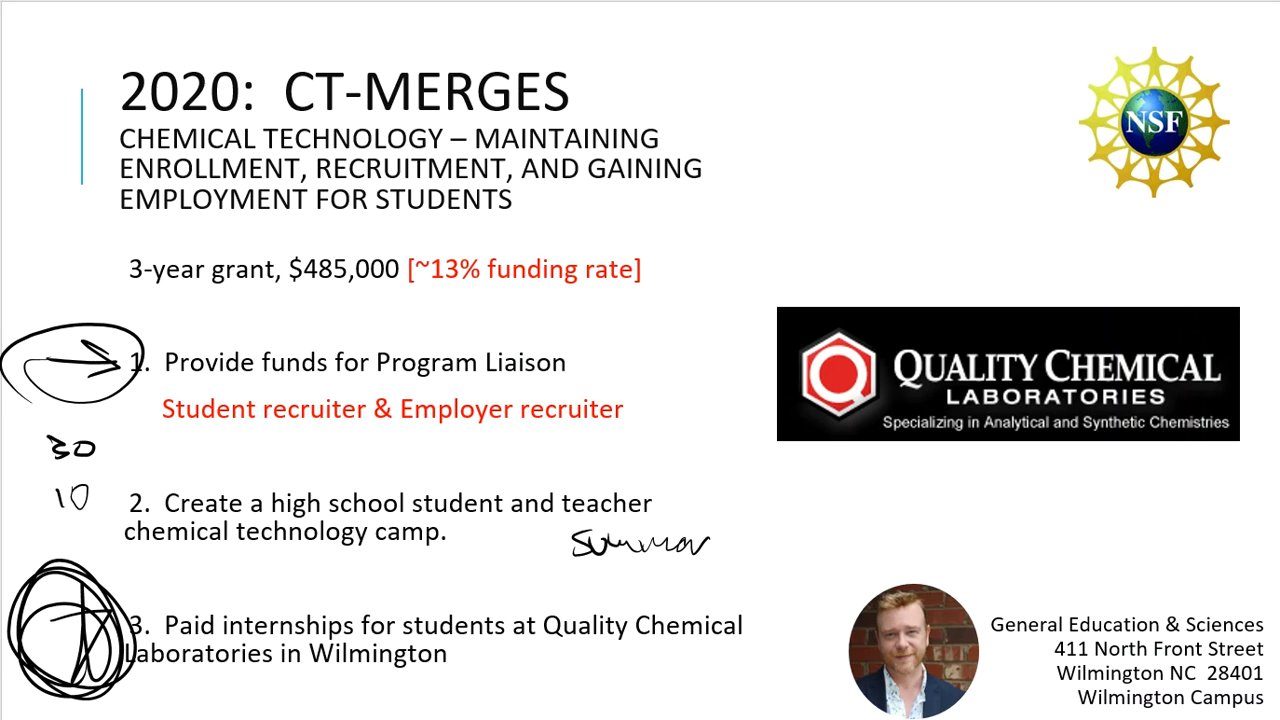 2020:  CT-MERGES
CHEMICAL TECHNOLOGY – MAINTAINING
ENROLLMENT, RECRUITMENT, AND GAINING
EMPLOYMENT FOR STUDENTS
NSF
3-year grant, $485,000 [~13% funding rate]
1.  Provide funds for Program Liaison
Student recruiter & Employer recruiter
QUALITY CHEMICAL
LABORATORIES
Specializing in Analytical and Synthetic Chemistries
30
10
2.  Create a high school student and teacher
chemical technology camp.
Summer
3.  Paid internships for students at Quality Chemical
Laboratories in Wilmington
General Education & Sciences
411 North Front Street
Wilmington NC  28401
Wilmington Campus